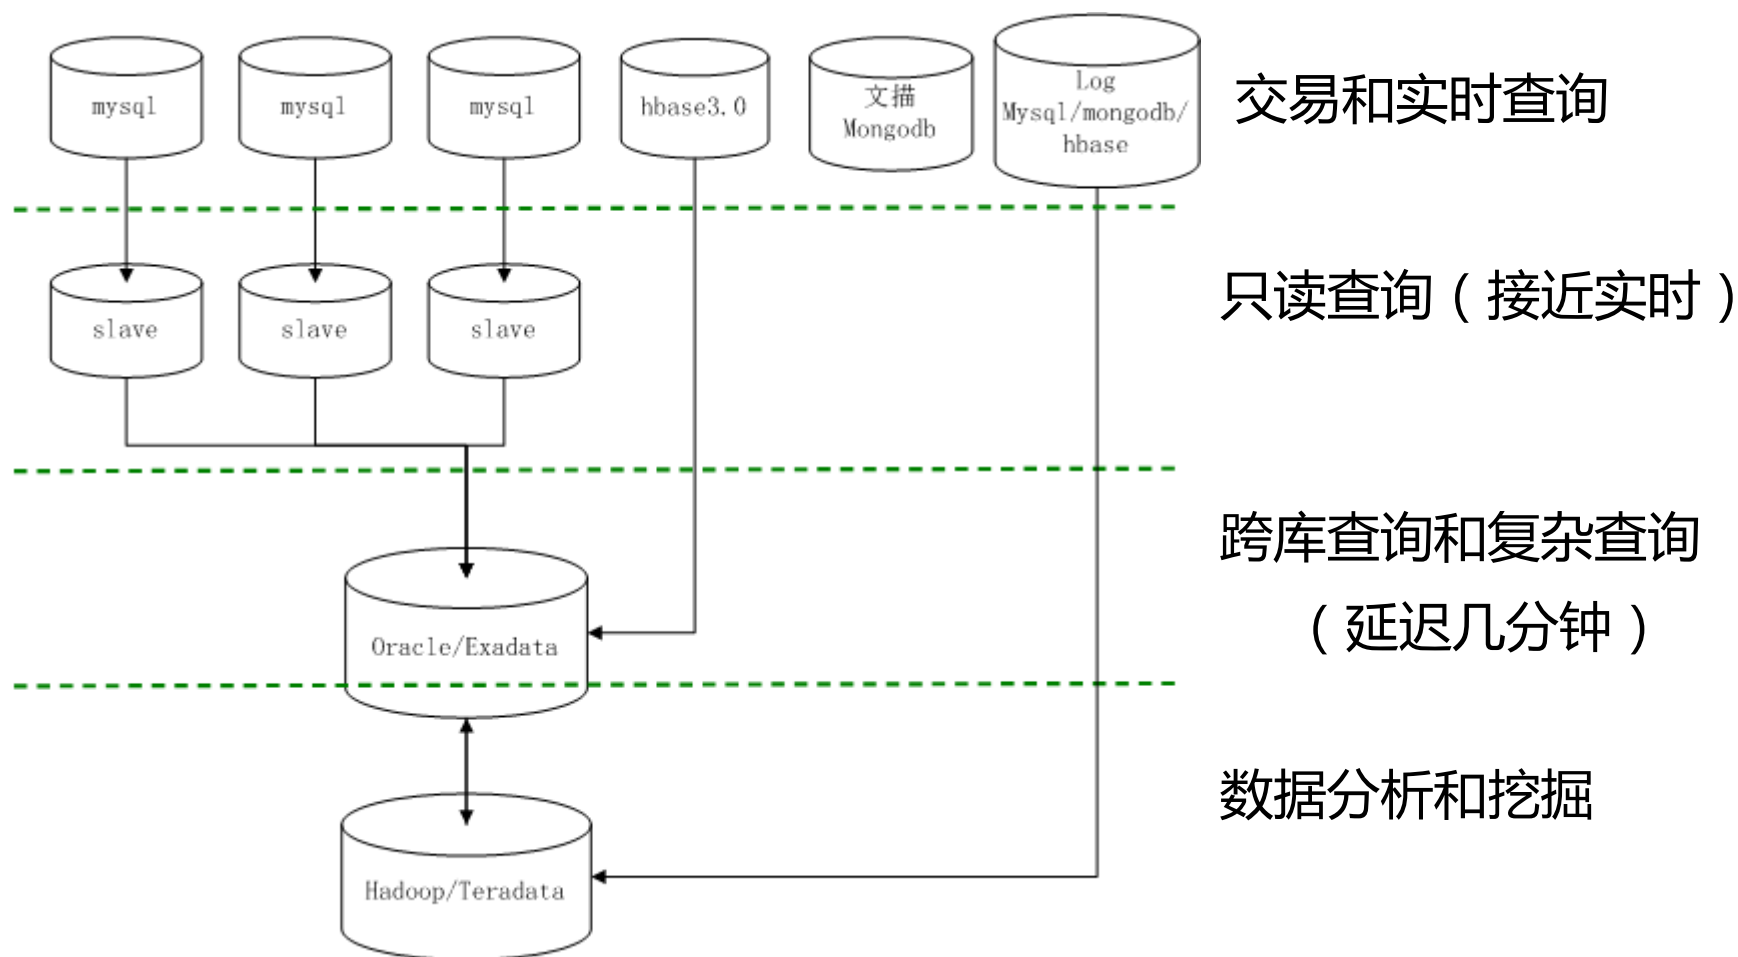 mysql
mysql
mysql
hbase3.0
文描
Mongodb
Log
Mysql/mongodb/
hbase
交易和实时查询
slave
slave
slave
只读查询（接近实时）
Oracle/Exadata
跨库查询和复杂查询
（延迟几分钟）
Hadoop/Teradata
数据分析和挖掘